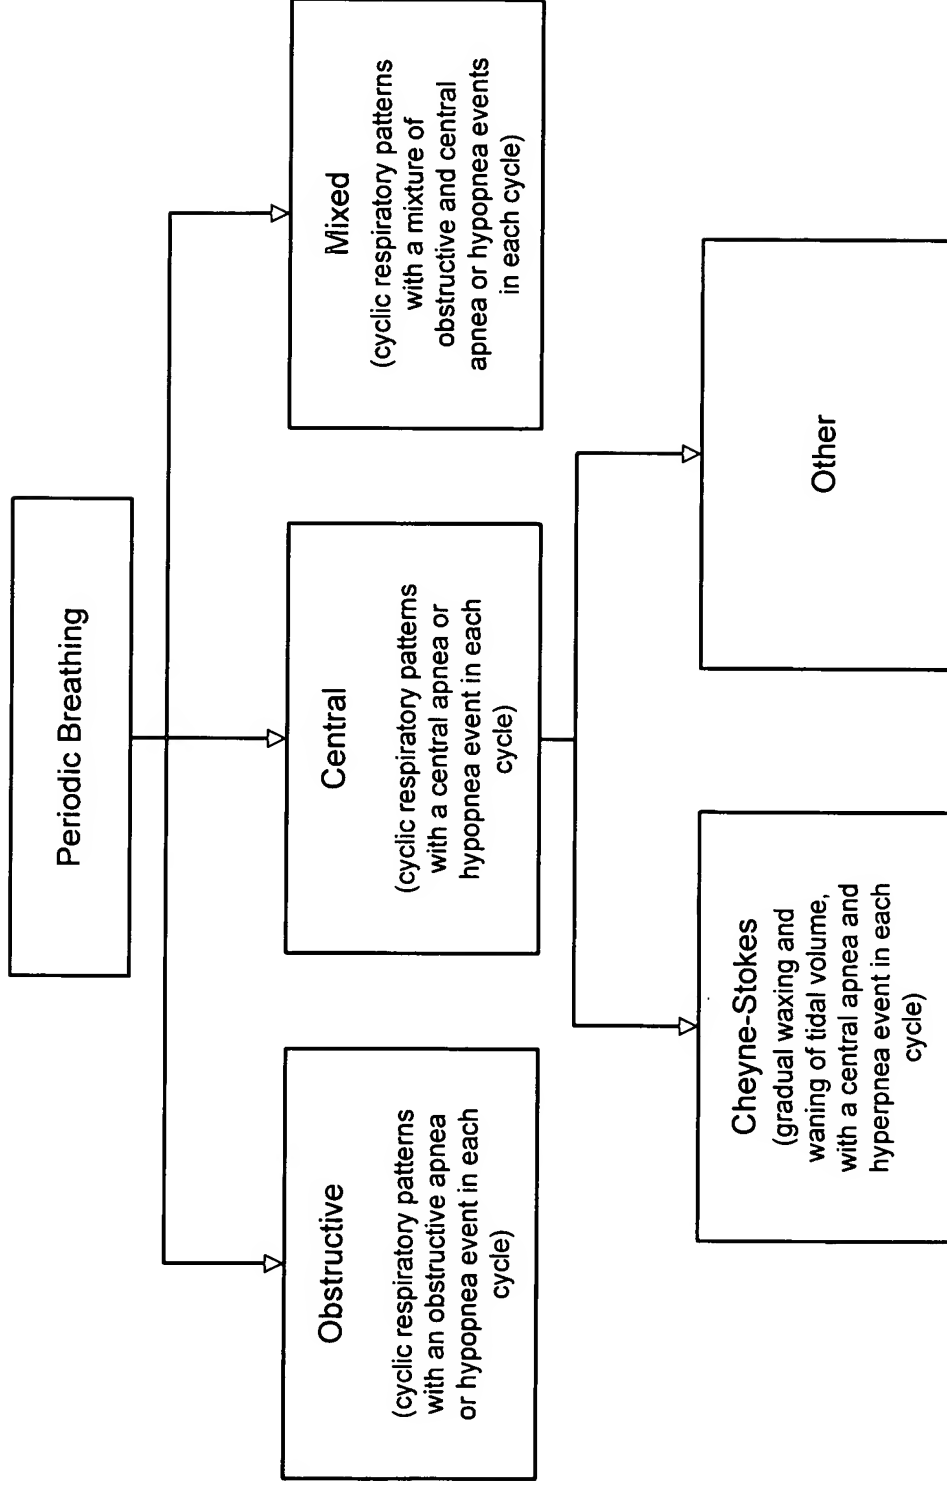 Periodic Breathing
Obstructive
(cyclic respiratory patterns
with an obstructive apnea
or hypopnea event in each
cycle)
Central
(cyclic respiratory patterns
with a central apnea or
hypopnea event in each
cycle)
Mixed
(cyclic respiratory patterns
with a mixture of
obstructive and central
apnea or hypopnea events
in each cycle)
Cheyne-Stokes
(gradual waxing and
waning of tidal volume,
with a central apnea and
hyperpnea event in each
cycle)
Other